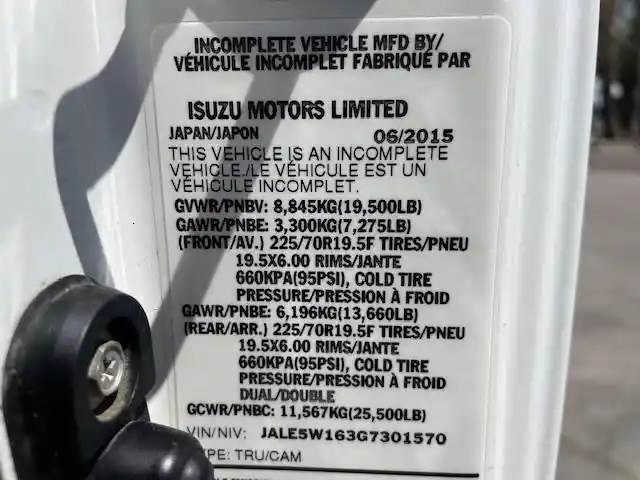 INCOMPLETE VEHICLE MFD BY/
VÉHICULE INCOMPLET FABRIQUÉ PAR
ISUZU MOTORS LIMITED
JAPAN/JAPON 06/2015
THIS VEHICLE IS AN INCOMPLETE
VEHICLE./LE VÉHICULE EST UN
VÉHICULE INCOMPLET.
GVWR/PNBV: 8,845KG(19,500LB)
GAWR/PNBE: 3,300KG(7,275LB)
(FRONT/AV.) 225/70R19.5F TIRES/PNEU
19.5X6.00 RIMS/JANTE
660KPA(95PSI), COLD TIRE
PRESSURE/PRESSION À FROID
GAWR/PNBE: 6,196KG(13,660LB)
(REAR/ARR.) 225/70R19.5F TIRES/PNEU
19.5X6.00 RIMS/JANTE
660KPA(95PSI), COLD TIRE
PRESSURE/PRESSION À FROID
DUAL/DOUBLE
GCWR/PNBC: 11,567KG(25,500LB)
VIN/NIV: JALE5W163G7301570
TYPE: TRU/CAM